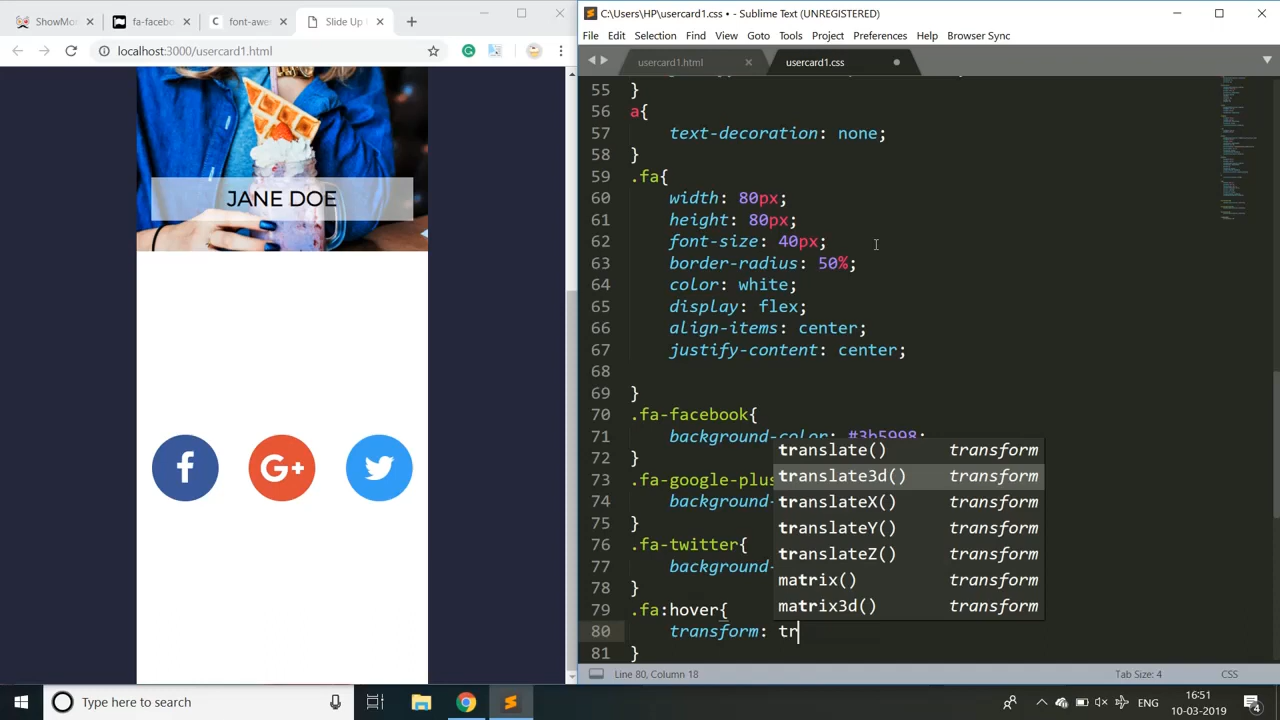 ShowMo
fa-facebo
font-awe
Slide Up
C:\Users\HP\usercard1.css • - Sublime Text (UNREGISTERED)
localhost:3000/usercard1.html
File Edit Selection Find View Goto Tools Project Preferences Help Browser Sync
usercard1.html
usercard1.css
JANE DOE
55 }
56 a{
57 text-decoration: none;
58 }
59 .fa{
60 width: 80px;
61 height: 80px;
62 font-size: 40px;
63 border-radius: 50%;
64 color: white;
65 display: flex;
66 align-items: center;
67 justify-content: center;
68
69 }
70 .fa-facebook{
71 background-color: #3b5998;
72 }
73 .fa-google-plus
74 background-
75 }
76 .fa-twitter{
77 background-
78 }
79 .fa:hover{
80 transform: tr
81 }
translate() transform
translate3d() transform
translateX() transform
translateY() transform
translateZ() transform
matrix() transform
matrix3d() transform
f
G+
Line 80, Column 18
Tab Size: 4
CSS
Type here to search
ENG
16:51
10-03-2019
4